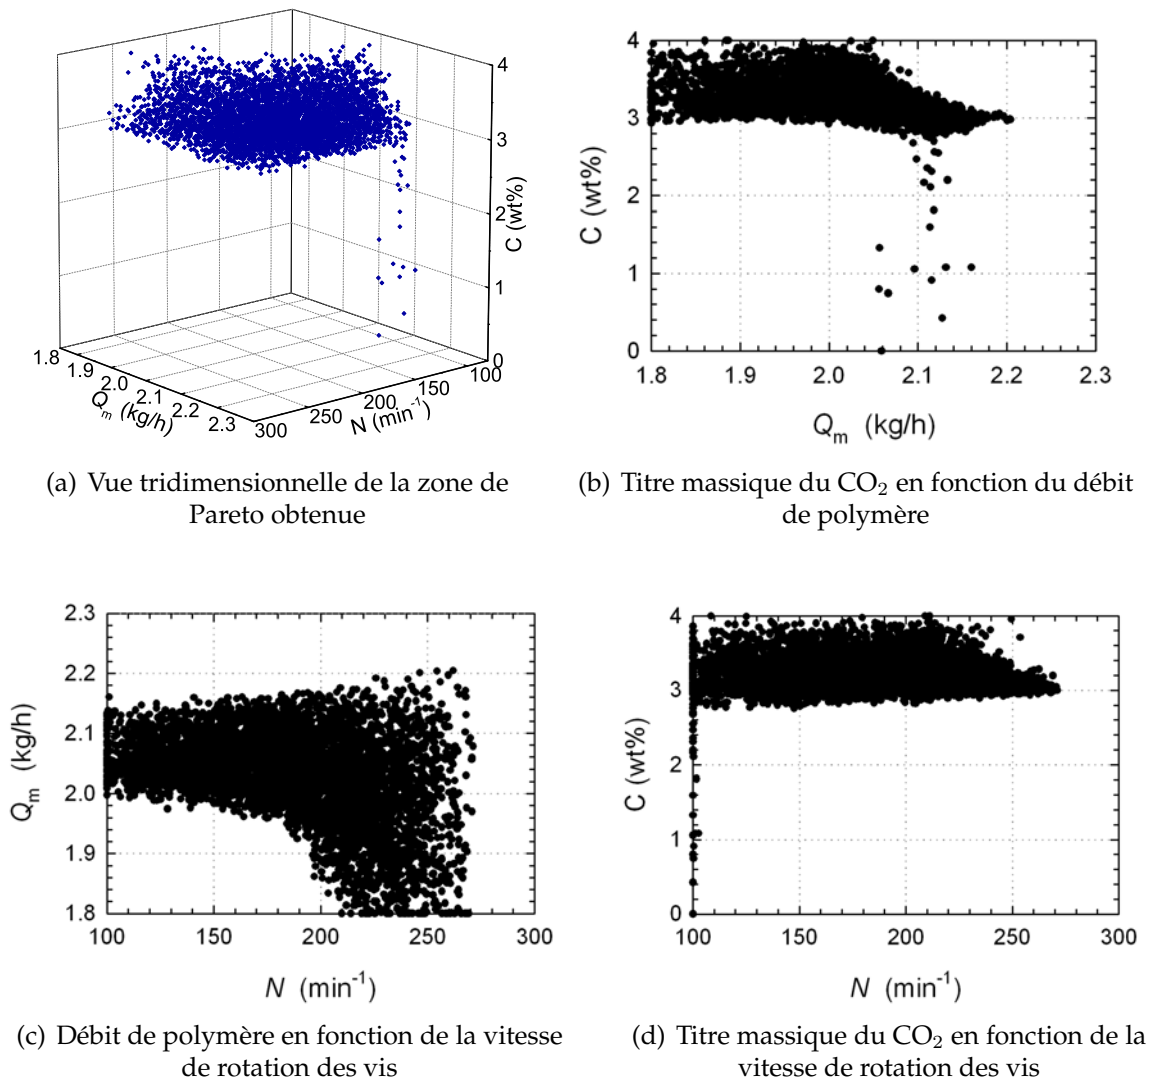 4
3
2
1
0
C (wt%)
1.8
2.0
2.1
2.2
2.3
Qm (kg/h)
300
250
200
150
100
N (min-1)
(a) Vue tridimensionnelle de la zone de
Pareto obtenue
4
3
2
1
0
C (wt%)
1.8 1.9 2.0 2.1 2.2 2.3
Qm (kg/h)
(b) Titre massique du CO2 en fonction du débit
de polymère
2.3
2.2
2.1
2.0
1.9
1.8
Qm (kg/h)
100 150 200 250 300
N (min-1)
(c) Débit de polymère en fonction de la vitesse
de rotation des vis
4
3
2
1
0
C (wt%)
100 150 200 250 300
N (min-1)
(d) Titre massique du CO2 en fonction de la
vitesse de rotation des vis